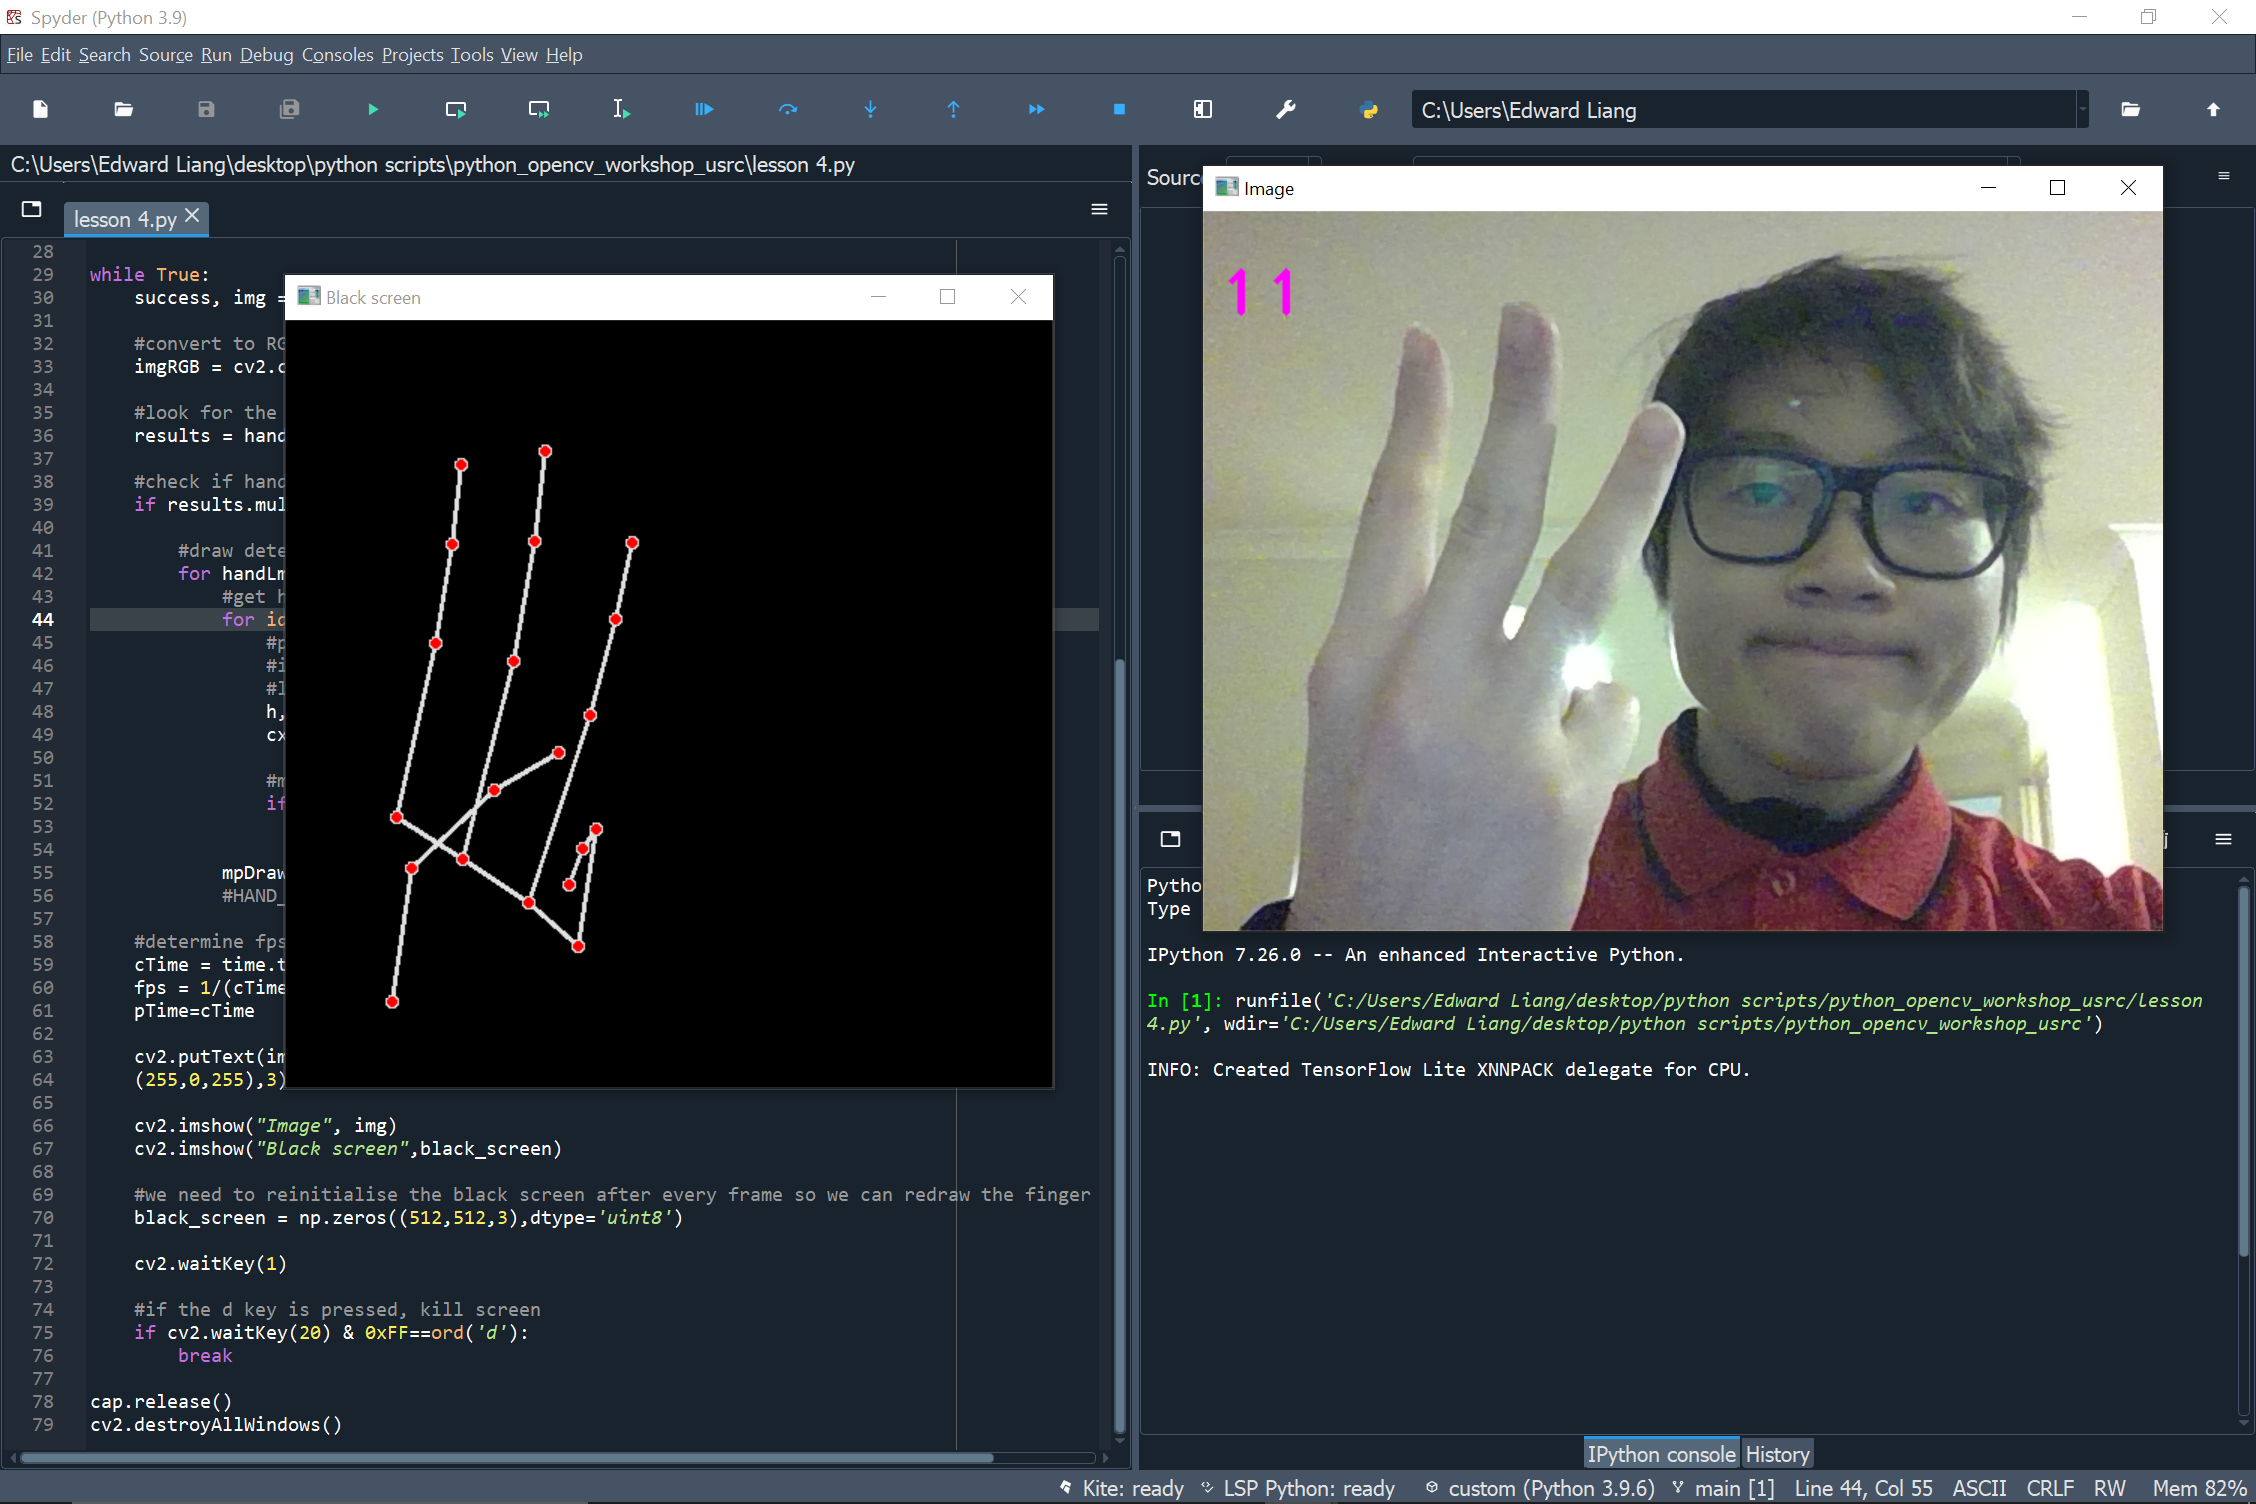 Spyder (Python 3.9)
File Edit Search Source Run Debug Consoles Projects Tools View Help
C:\Users\Edward Liang
C:\Users\Edward Liang\desktop\python scripts\python_opencv_workshop_usrc\lesson 4.py
lesson 4.py
28
29 while True:
30 success, img =
31
32 #convert to RG
33 imgRGB = cv2.c
34
35 #look for the
36 results = hand
37
38 #check if hand
39 if results.mul
40
41 #draw dete
42 for handLm
43 #get h
44 for id
45 #p
46 #i
47 #l
48 h,
49 cx
50
51 #m
52 if
53
54
55 mpDraw
56 #HAND_
57
58 #determine fps
59 cTime = time.t
60 fps = 1/(cTime
61 pTime=cTime
62
63 cv2.putText(im
64 (255,0,255),3)
65
66 cv2.imshow("Image", img)
67 cv2.imshow("Black screen",black_screen)
68
69 #we need to reinitialise the black screen after every frame so we can redraw the finger
70 black_screen = np.zeros((512,512,3),dtype='uint8')
71
72 cv2.waitKey(1)
73
74 #if the d key is pressed, kill screen
75 if cv2.waitKey(20) & 0xFF==ord('d'):
76 break
77
78 cap.release()
79 cv2.destroyAllWindows()
Black screen
Sourc
Image
11
Pytho
Type
IPython 7.26.0 -- An enhanced Interactive Python.
In [1]: runfile('C:/Users/Edward Liang/desktop/python scripts/python_opencv_workshop_usrc/lesson
4.py', wdir='C:/Users/Edward Liang/desktop/python scripts/python_opencv_workshop_usrc')
INFO: Created TensorFlow Lite XNNPACK delegate for CPU.
IPython console History
Kite: ready LSP Python: ready custom (Python 3.9.6) main [1] Line 44, Col 55 ASCII CRLF RW Mem 82%